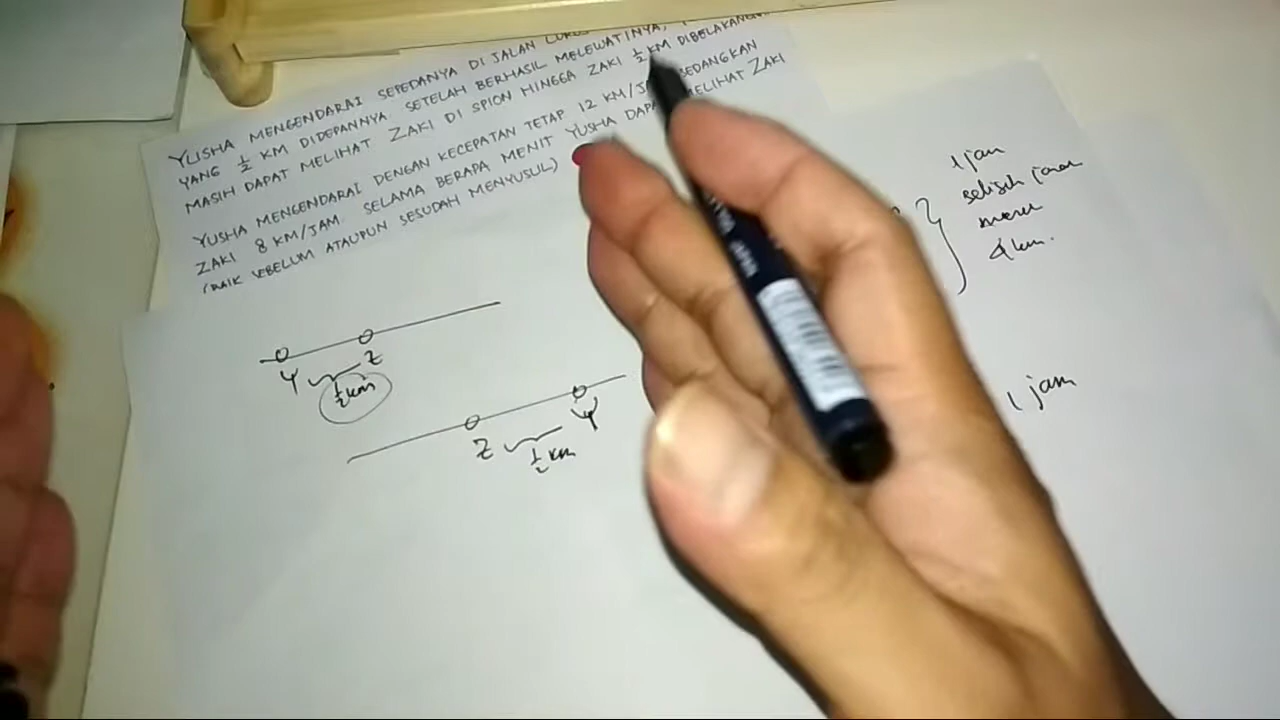 YUSHA MENGENDARAI SEPEDANYA DI JALAN
YANG ½ KM DIDEPANNYA. SETELAH BERHASIL MELEWATINYA,
MASIH DAPAT MELIHAT ZAKI DI SPION HINGGA ZAKI ½ KM DIBELAKANG
YUSHA MENGENDARAI DENGAN KECEPATAN TETAP 12 KM/JAM SEDANGKAN
ZAKI 8 KM/JAM. SELAMA BERAPA MENIT YUSHA DAPAT MELIHAT ZAKI
(BAIK SEBELUM ATAUPUN SESUDAH MENYUSUL)
1 jam
selisih jarak
4 km.
Y Z
½ km
Z Y
½ km
1 jam